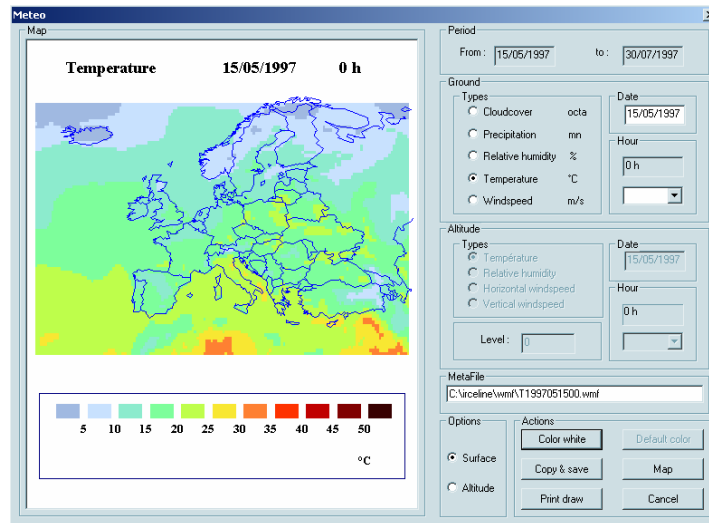 Meteo
Map
Temperature 15/05/1997 0 h
5 10 15 20 25 30 35 40 45 50
°C
Period
From : 15/05/1997 to : 30/07/1997
Ground
Types
Cloudcover octa
Precipitation mn
Relative humidity %
Temperature °C
Windspeed m/s
Date
15/05/1997
Hour
0 h
Altitude
Types
Température
Relative humidity
Horizontal windspeed
Vertical windspeed
Level : 0
Date
15/05/1997
Hour
0 h
MetaFile
C:\irceline\wmf\T1997051500.wmf
Options
Surface
Altitude
Actions
Color white Default color
Copy & save Map
Print draw Cancel